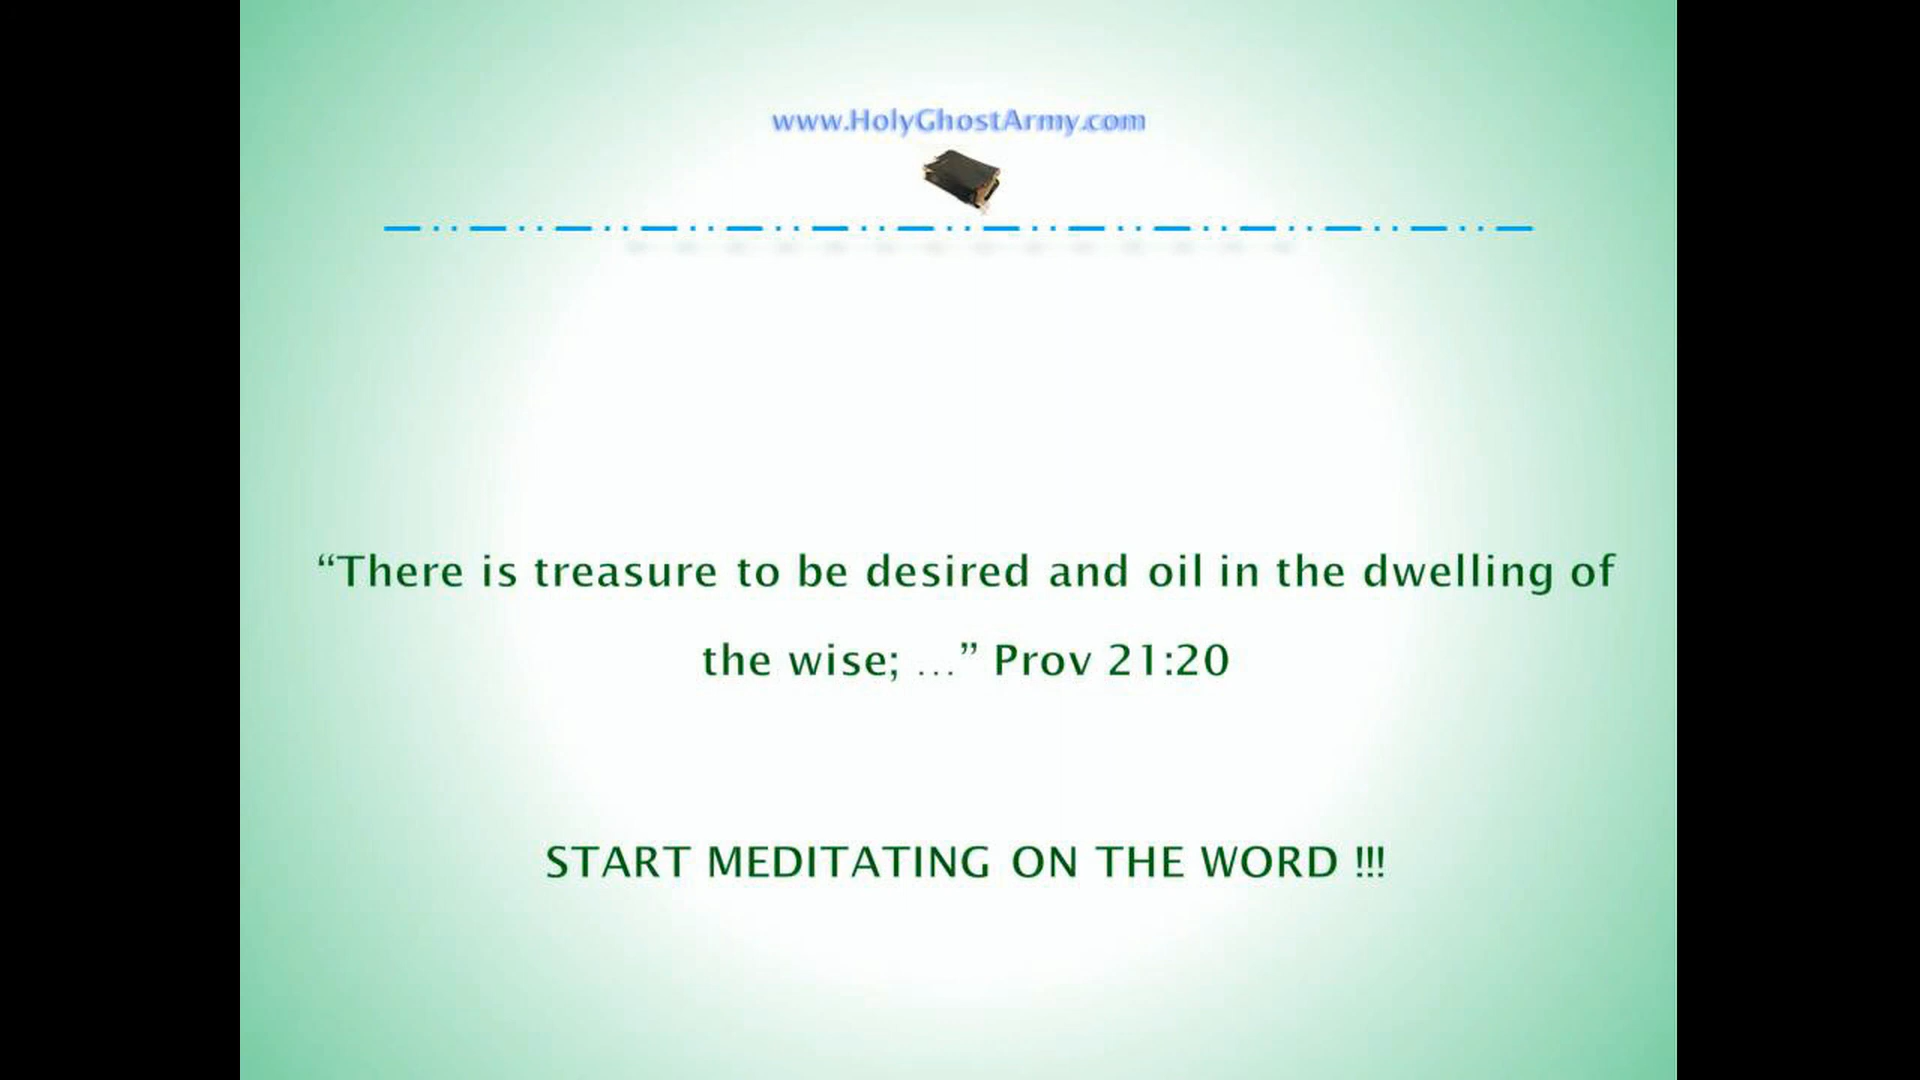 www.HolyGhostArmy.com
“There is treasure to be desired and oil in the dwelling of
the wise; ...” Prov 21:20
START MEDITATING ON THE WORD !!!